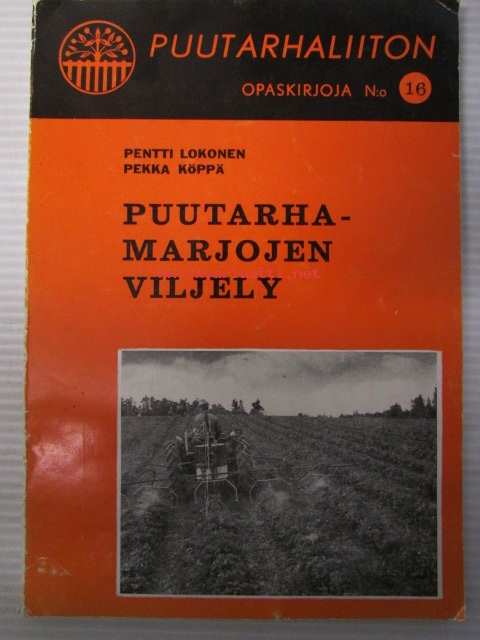 PUUTARHALIITON
OPASKIRJOJA N:o 16
PENTTI LOKONEN
PEKKA KÖPPÄ
PUUTARHA-
MARJOJEN
VILJELY